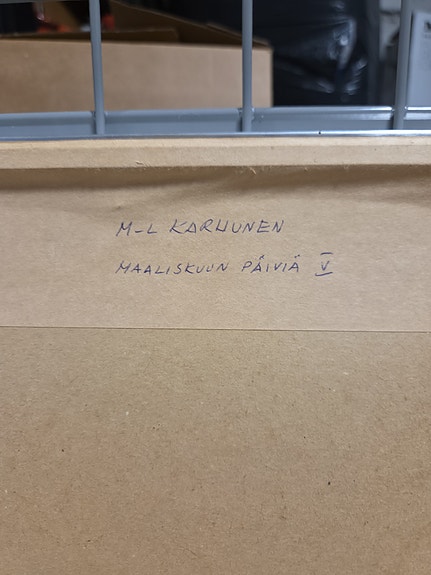 M-L KARHUNEN
MAALISKUUN PÄIVIÄ V